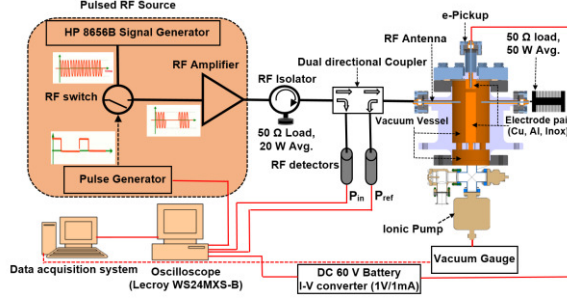 Pulsed RF Source
HP 8656B Signal Generator
RF switch
RF Amplifier
Pulse Generator
RF Isolator
50 Ω Load,
20 W Avg.
Dual directional Coupler
RF detectors
Pin
Pref
e-Pickup
RF Antenna
50 Ω load,
50 W Avg.
Vacuum Vessel
Electrode pair
(Cu, Al, Inox)
Ionic Pump
Vacuum Gauge
DC 60 V Battery
I-V converter (1V/1mA)
Data acquisition system
Oscilloscope
(Lecroy WS24MXS-B)